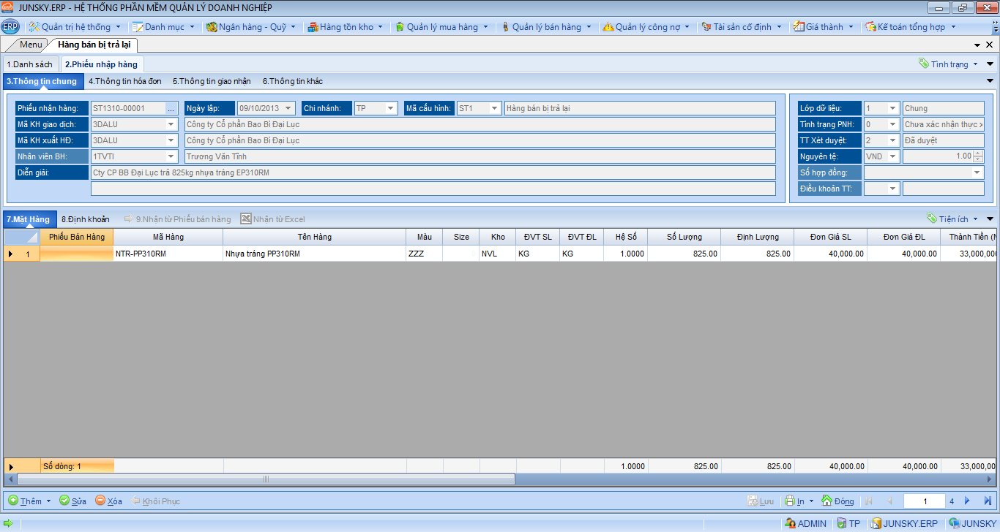 JUNSKY.ERP - HỆ THỐNG PHẦN MỀM QUẢN LÝ DOANH NGHIỆP
ERP Quản trị hệ thống Danh mục Ngân hàng - Quỹ Hàng tồn kho Quản lý mua hàng Quản lý bán hàng Quản lý công nợ Tài sản cố định Giá thành Kế toán tổng hợp
Menu Hàng bán bị trả lại
1.Danh sách 2.Phiếu nhập hàng Tình trạng
3.Thông tin chung 4.Thông tin hóa đơn 5.Thông tin giao nhận 6.Thông tin khác
Phiếu nhận hàng: ST1310-00001 ... Ngày lập: 09/10/2013 Chi nhánh: TP Mã cấu hình: ST1 Hàng bán bị trả lại Lớp dữ liệu: 1 Chung
Mã KH giao dịch: 3DALU Công ty Cổ phần Bao Bì Đại Lục Tình trạng PNH: 0 Chưa xác nhận thực x
Mã KH xuất HĐ: 3DALU Công ty Cổ phần Bao Bì Đại Lục TT Xét duyệt: 2 Đã duyệt
Nhân viên BH: 1TVTI Trương Văn Tĩnh Nguyên tệ: VND 1.00
Diễn giải: Cty CP BB Đại Lục trả 825kg nhựa tráng EP310RM Số hợp đồng:
Điều khoản TT:
7.Mặt Hàng 8.Định khoản 9.Nhận từ Phiếu bán hàng Nhận từ Excel Tiện ích
Phiếu Bán Hàng Mã Hàng Tên Hàng Màu Size Kho ĐVT SL ĐVT ĐL Hệ Số Số Lượng Định Lượng Đơn Giá SL Đơn Giá ĐL Thành Tiền (N
1 NTR-PP310RM Nhựa tráng PP310RM ZZZ NVL KG KG 1.0000 825.00 825.00 40,000.00 40,000.00 33,000,00
Số dòng: 1 1.0000 825.00 825.00 40,000.00 40,000.00 33,000,00
Thêm Sửa Xóa Khôi Phục Lưu In Đóng 1 4
ADMIN TP JUNSKY.ERP JUNSKY